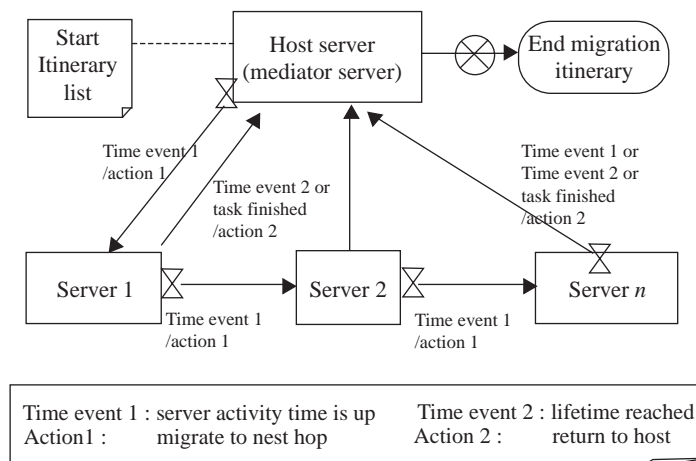 Start
Itinerary
list
Host server
(mediator server)
End migration
itinerary
Time event 1
/action 1
Time event 2 or
task finished
/action 2
Time event 1 or
Time event 2 or
task finished
/action 2
Server 1
Server 2
Server n
Time event 1
/action 1
Time event 1
/action 1
Time event 1 : server activity time is up
Action1 : migrate to nest hop
Time event 2 : lifetime reached
Action 2 : return to host